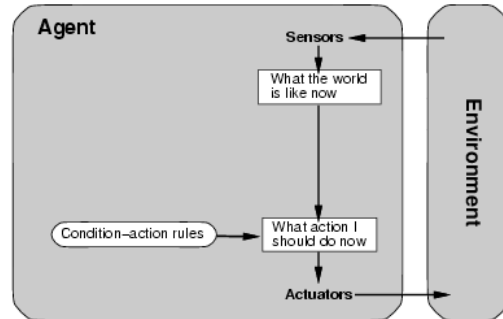 Agent
Sensors
What the world
is like now
Environment
Condition–action rules
What action I
should do now
Actuators